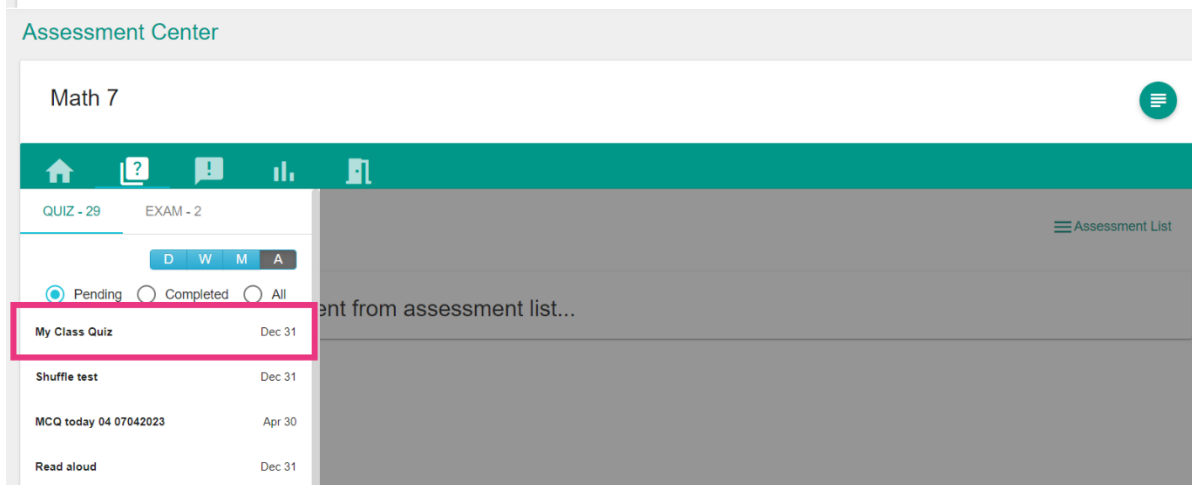 Assessment Center
Math 7
QUIZ - 29 EXAM - 2
Assessment List
D W M A
Pending Completed All
ent from assessment list...
My Class Quiz Dec 31
Shuffle test Dec 31
MCQ today 04 07042023 Apr 30
Read aloud Dec 31